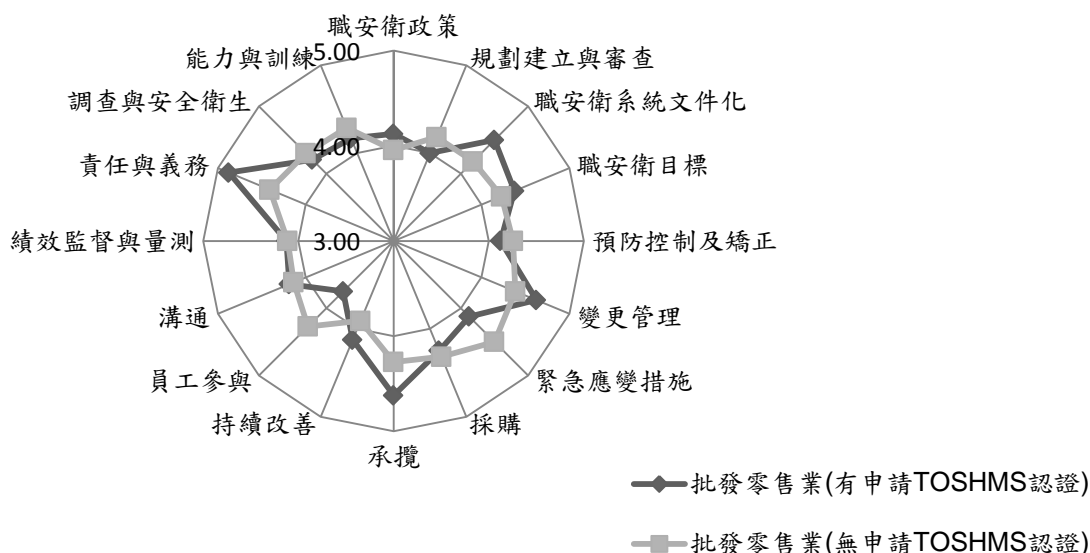 職安衛政策
5.00
能力與訓練
規劃建立與審查
調查與安全衛生
職安衛系統文件化
4.00
責任與義務
職安衛目標
績效監督與量測
3.00
預防控制及矯正
溝通
變更管理
員工參與
緊急應變措施
持續改善
採購
承攬
批發零售業(有申請TOSHMS認證)
批發零售業(無申請TOSHMS認證)